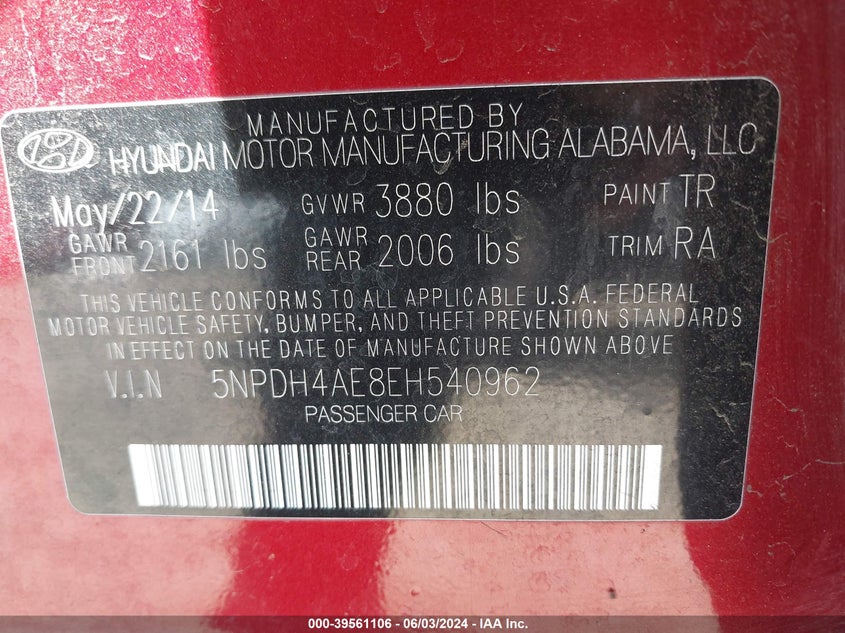 MANUFACTURED BY
HYUNDAI MOTOR MANUFACTURING ALABAMA, LLC
May/22/14 GVWR 3880 lbs PAINT TR
GAWR FRONT 2161 lbs GAWR REAR 2006 lbs TRIM RA
THIS VEHICLE CONFORMS TO ALL APPLICABLE U.S.A. FEDERAL
MOTOR VEHICLE SAFETY, BUMPER, AND THEFT PREVENTION STANDARDS
IN EFFECT ON THE DATE OF MANUFACTURE SHOWN ABOVE
V.I.N 5NPDH4AE8EH540962
PASSENGER CAR
000-39561106 - 06/03/2024 - IAA Inc.